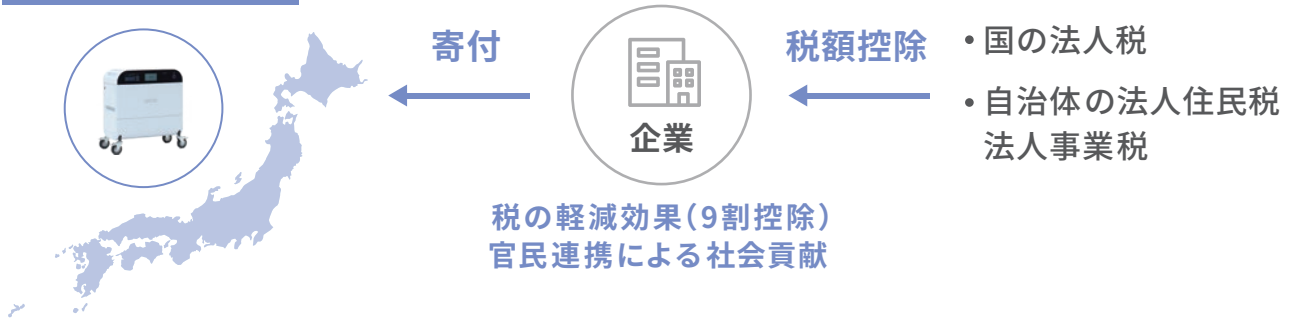 寄付
企業
税の軽減効果（9割控除）
官民連携による社会貢献
税額控除
• 国の法人税
• 自治体の法人住民税
法人事業税